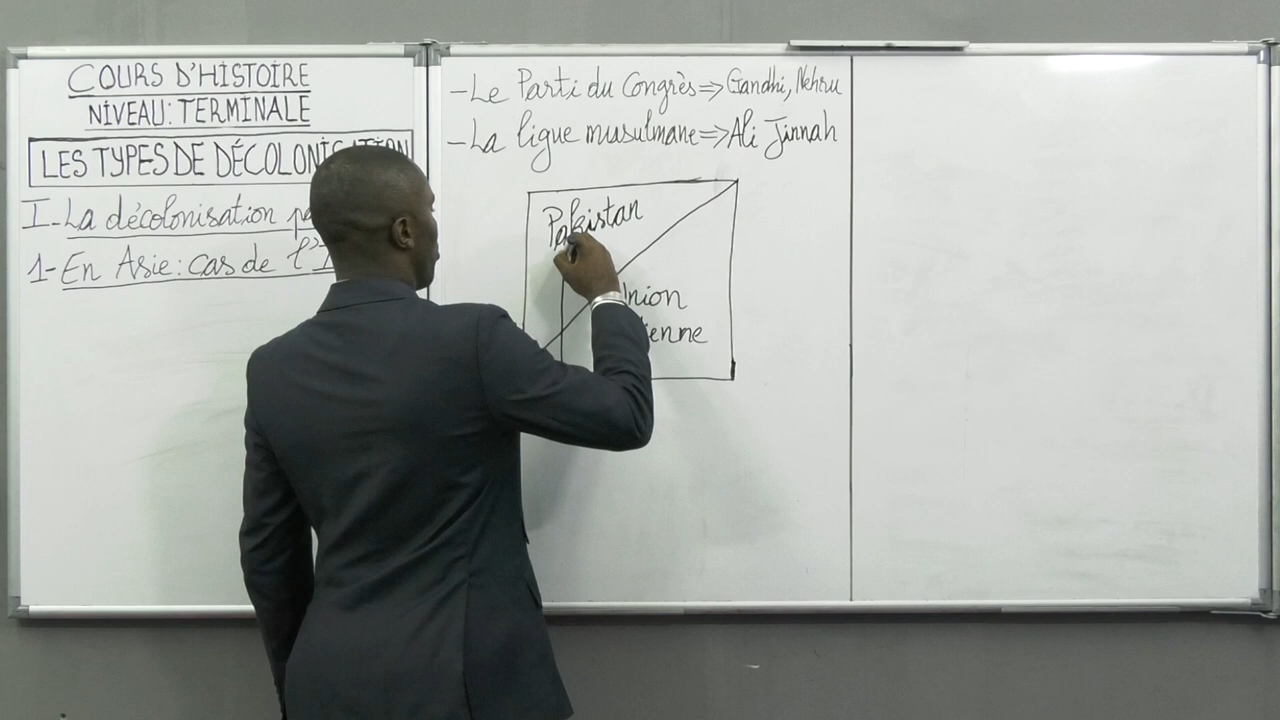 COURS D'HISTOIRE
NIVEAU: TERMINALE
LES TYPES DE DÉCOLONISATION
I-La décolonisation
1-En Asie: cas de l'I
-Le Parti du Congrès=>Gandhi, Nehru
-La ligue musulmane=>Ali Jinnah
Pakistan
Union
ienne